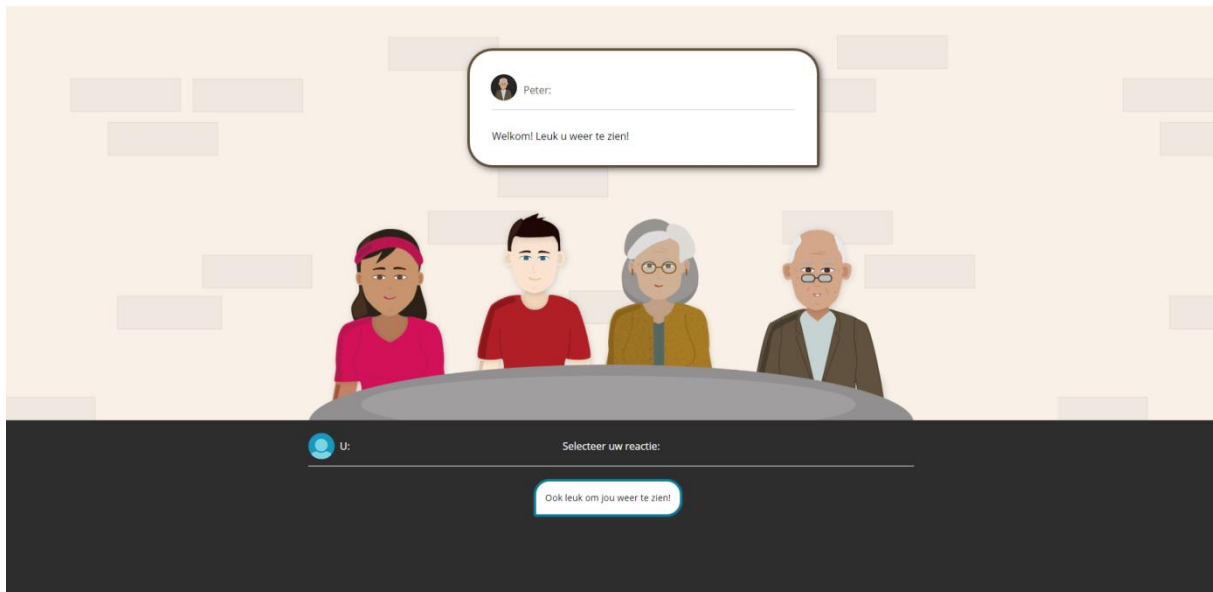 Peter:
Welkom! Leuk u weer te zien!
U:
Selecteer uw reactie:
Ook leuk om jou weer te zien!